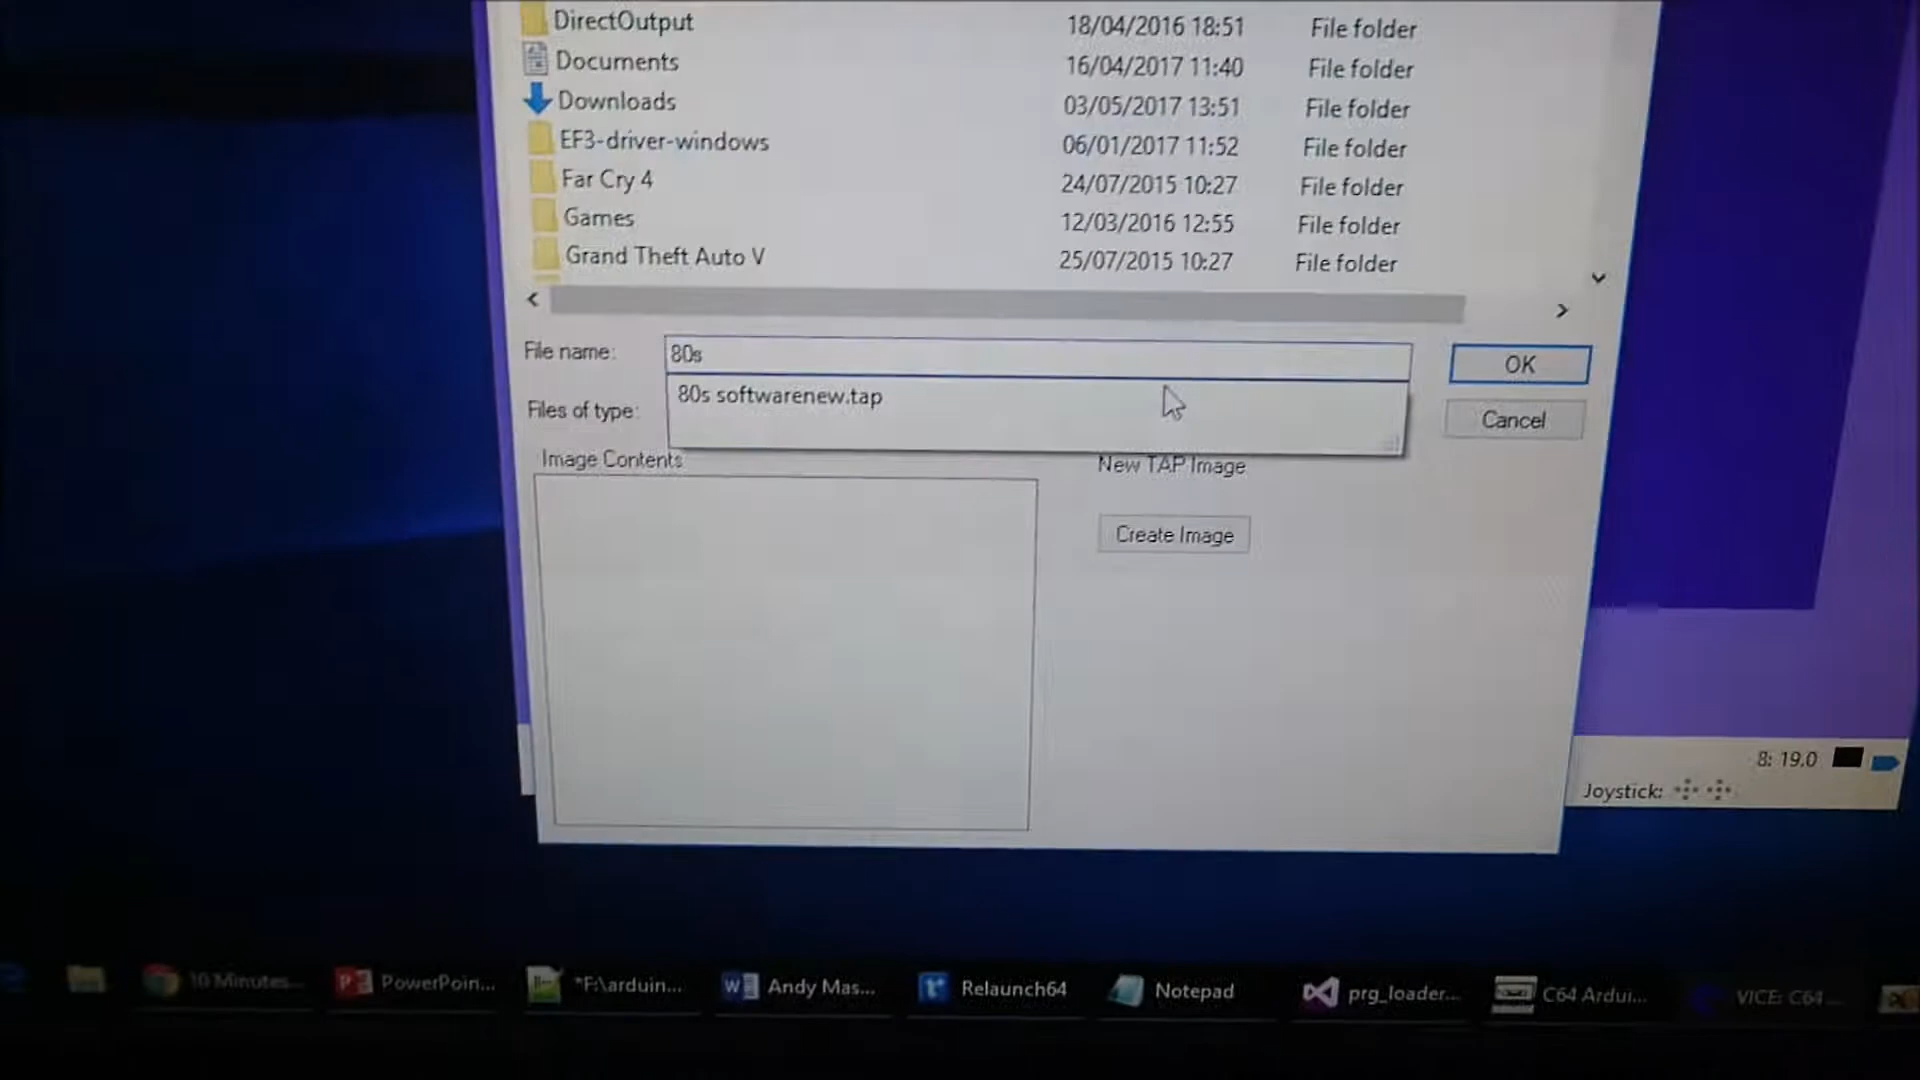 DirectOutput 18/04/2016 18:51 File folder
Documents 16/04/2017 11:40 File folder
Downloads 03/05/2017 13:51 File folder
EF3-driver-windows 06/01/2017 11:52 File folder
Far Cry 4 24/07/2015 10:27 File folder
Games 12/03/2016 12:55 File folder
Grand Theft Auto V 25/07/2015 10:27 File folder
File name: 80s OK
80s softwarenew.tap
Files of type: Cancel
Image Contents New TAP Image
Create Image
8: 19.0
Joystick:
10 Minutes... PowerPoin... *F:\arduin... Andy Mas... Relaunch64 Notepad prg_loader... C64 Ardui... VICE: C64 ...